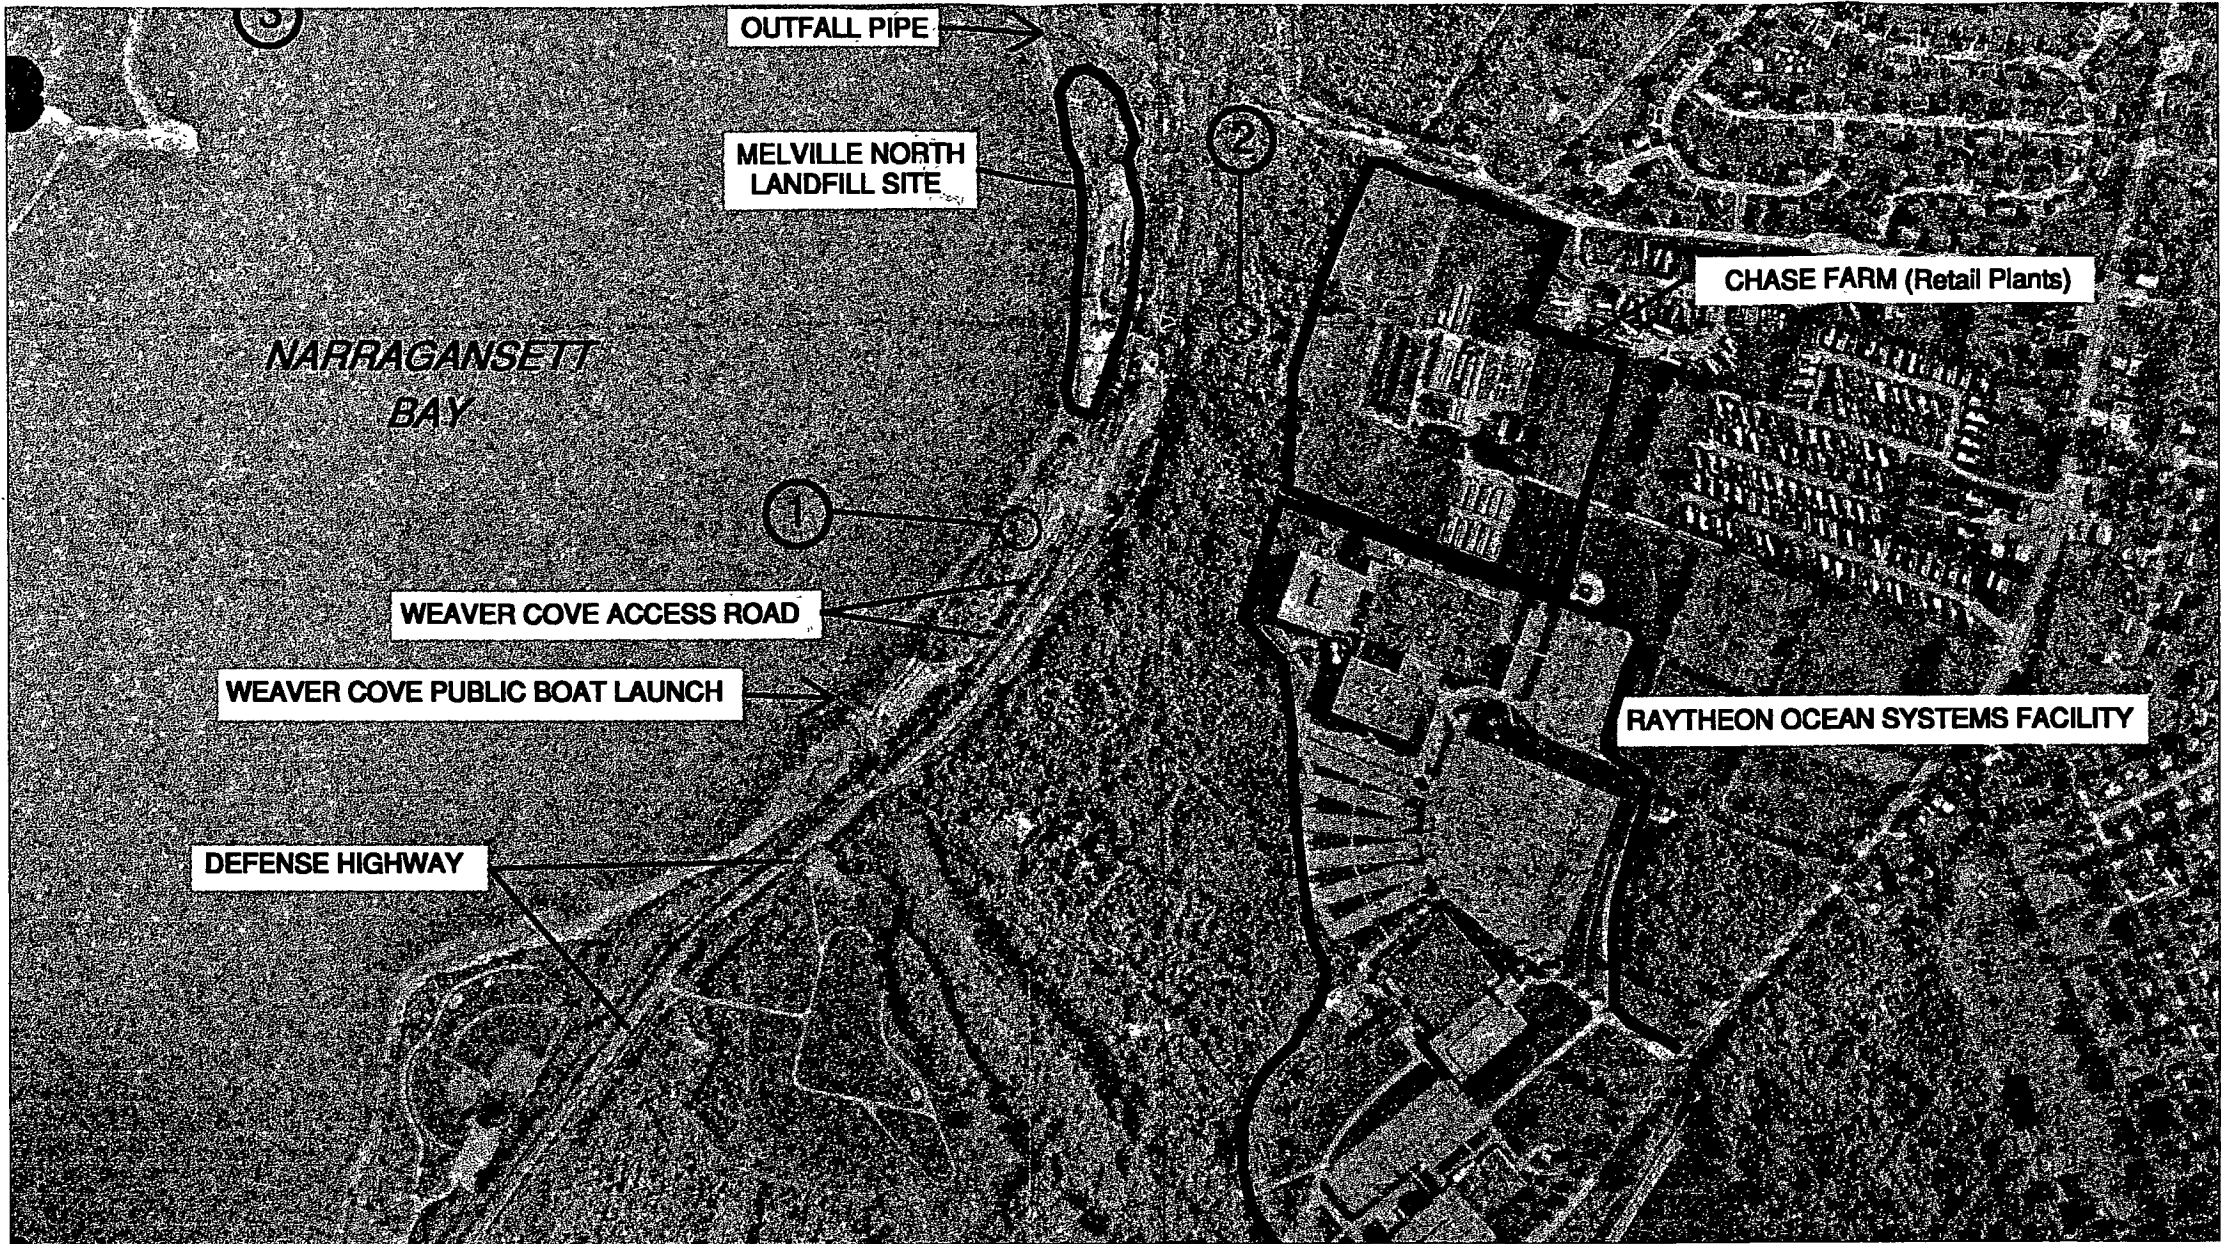 3
OUTFALL PIPE
MELVILLE NORTH
LANDFILL SITE
2
CHASE FARM (Retail Plants)
NARRAGANSETT
BAY
1
WEAVER COVE ACCESS ROAD
WEAVER COVE PUBLIC BOAT LAUNCH
RAYTHEON OCEAN SYSTEMS FACILITY
DEFENSE HIGHWAY